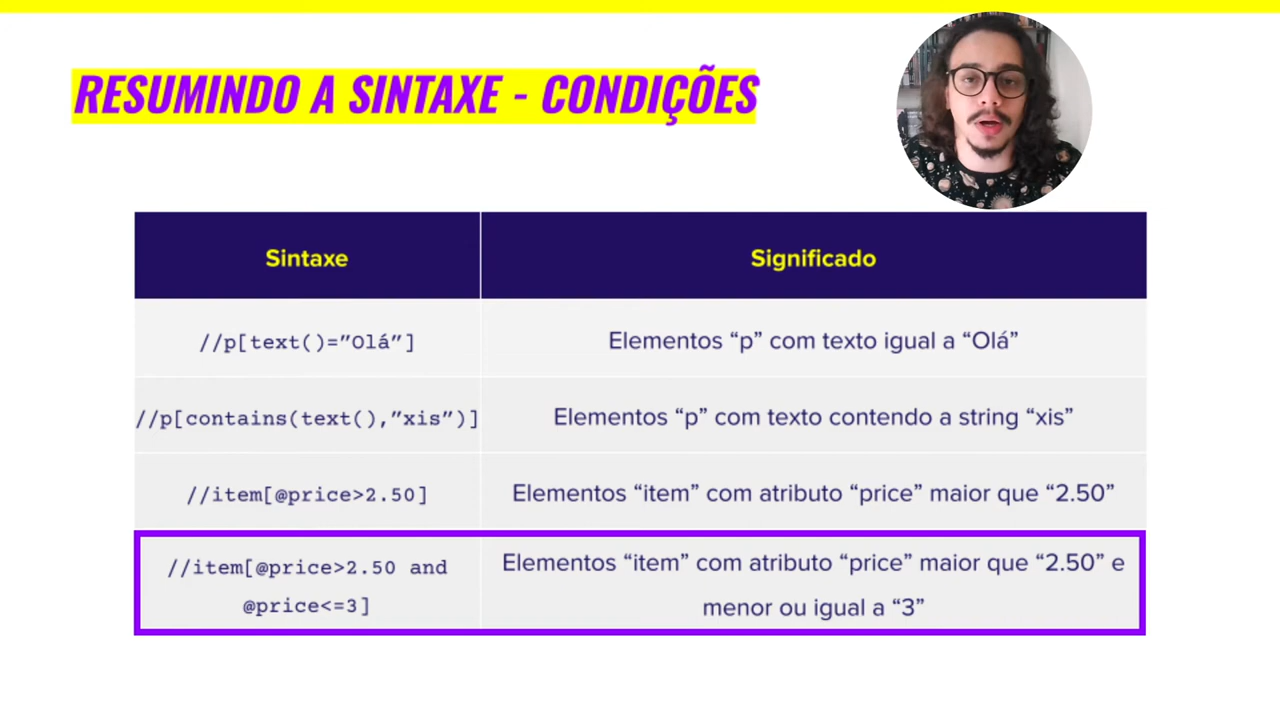 RESUMINDO A SINTAXE - CONDIÇÕES
Sintaxe
Significado
//p[text()=”Olá”]
Elementos “p” com texto igual a “Olá”
//p[contains(text(),”xis”)]
Elementos “p” com texto contendo a string “xis”
//item[@price>2.50]
Elementos “item” com atributo “price” maior que “2.50”
//item[@price>2.50 and
@price<=3]
Elementos “item” com atributo “price” maior que “2.50” e
menor ou igual a “3”